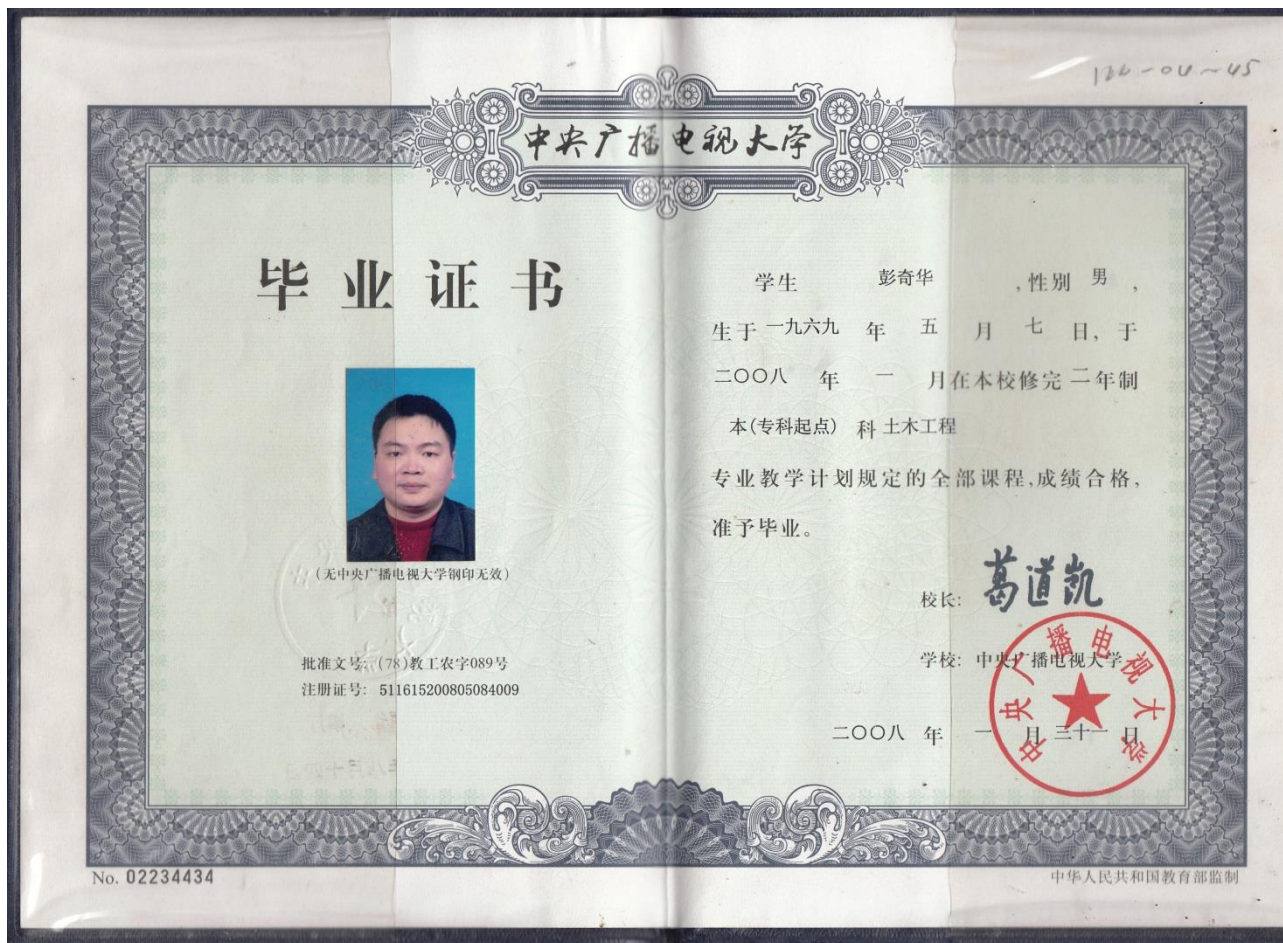 中央广播电视大学
毕业证书
(无中央广播电视大学钢印无效)
批准文号: (78)教工农字089号
注册证号: 511615200805084009
学生 彭奇华 ,性别 男 ,
生于 一九六九 年 五 月 七 日, 于
二〇〇八 年 一 月在本校修完 二年制
本(专科起点) 科 土木工程
专业教学计划规定的全部课程,成绩合格,
准予毕业。
校长: 葛道凯
学校: 中央广播电视大学
中央广播电视大学
二〇〇八 年 一 月 三十一 日
No. 02234434
中华人民共和国教育部监制